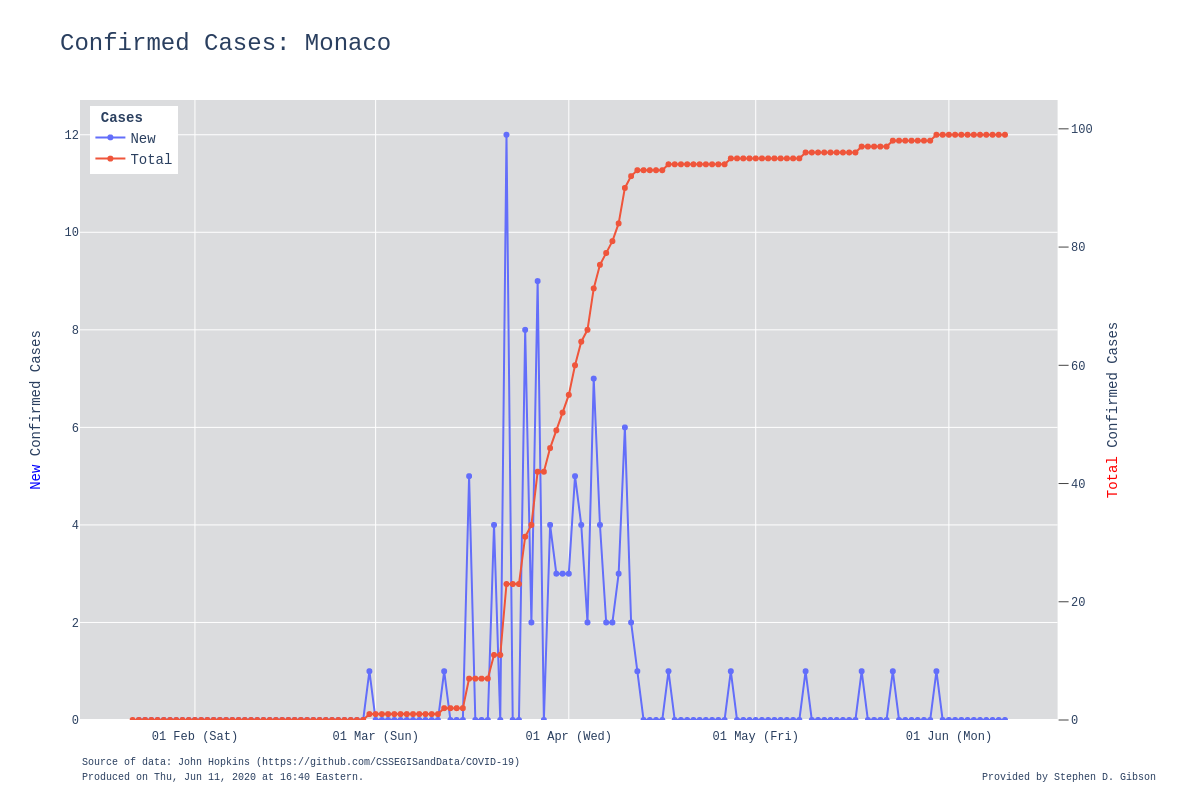 Confirmed Cases: Monaco
Cases
New
Total
12
10
8
6
4
2
0
New Confirmed Cases
100
80
60
40
20
0
Total Confirmed Cases
01 Feb (Sat)
01 Mar (Sun)
01 Apr (Wed)
01 May (Fri)
01 Jun (Mon)
Source of data: John Hopkins (https://github.com/CSSEGISandData/COVID-19)
Produced on Thu, Jun 11, 2020 at 16:40 Eastern.
Provided by Stephen D. Gibson